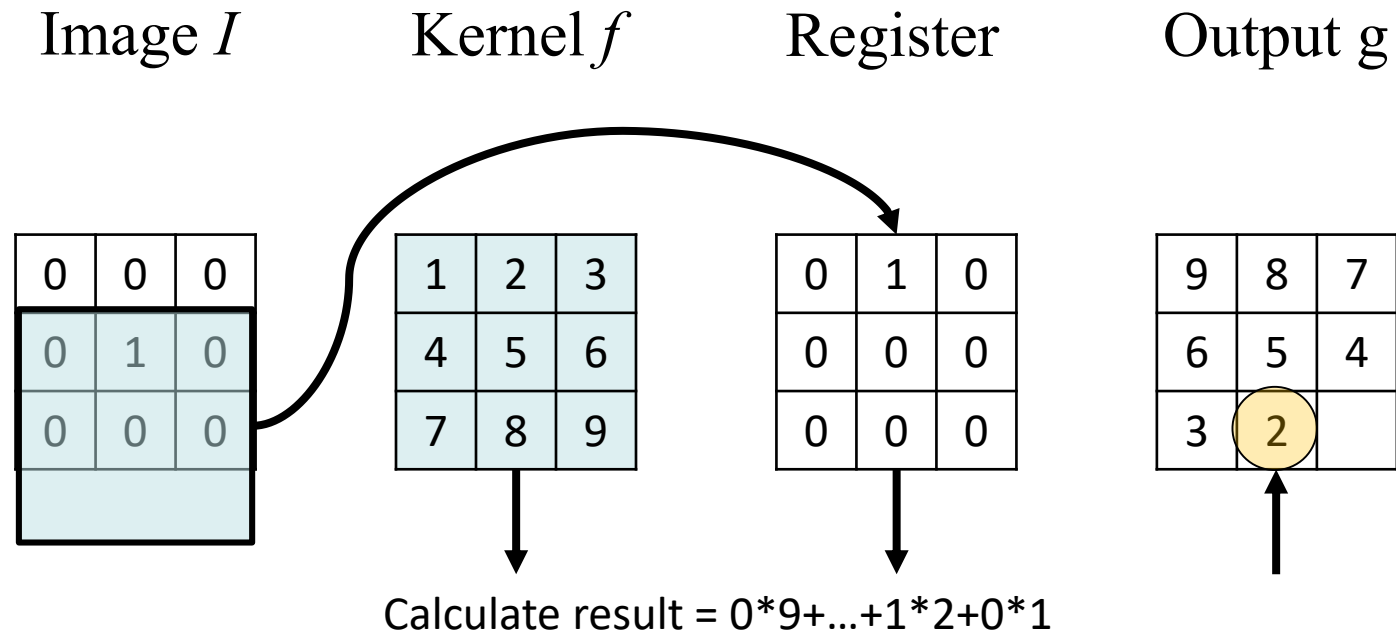 Image I Kernel f Register Output g
0 0 0 1 2 3 0 1 0 9 8 7
0 1 0 4 5 6 0 0 0 6 5 4
0 0 0 7 8 9 0 0 0 3 2
Calculate result = 0*9+...+1*2+0*1